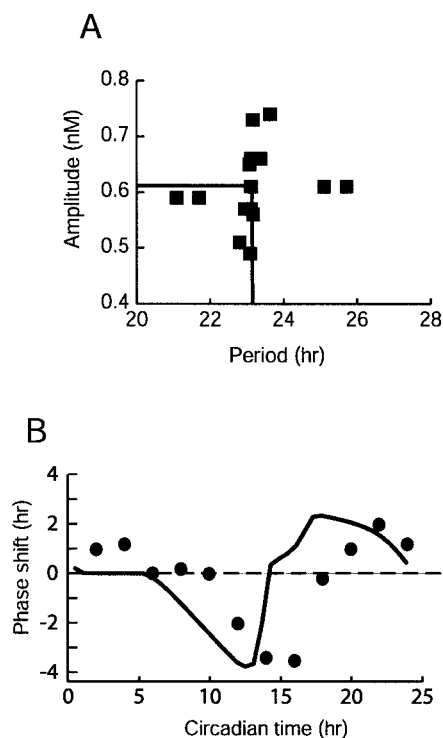 A
0.8
0.7
0.6
0.5
0.4
Amplitude (nM)
20 22 24 26 28
Period (hr)
B
4
2
0
-2
-4
Phase shift (hr)
0 5 10 15 20 25
Circadian time (hr)